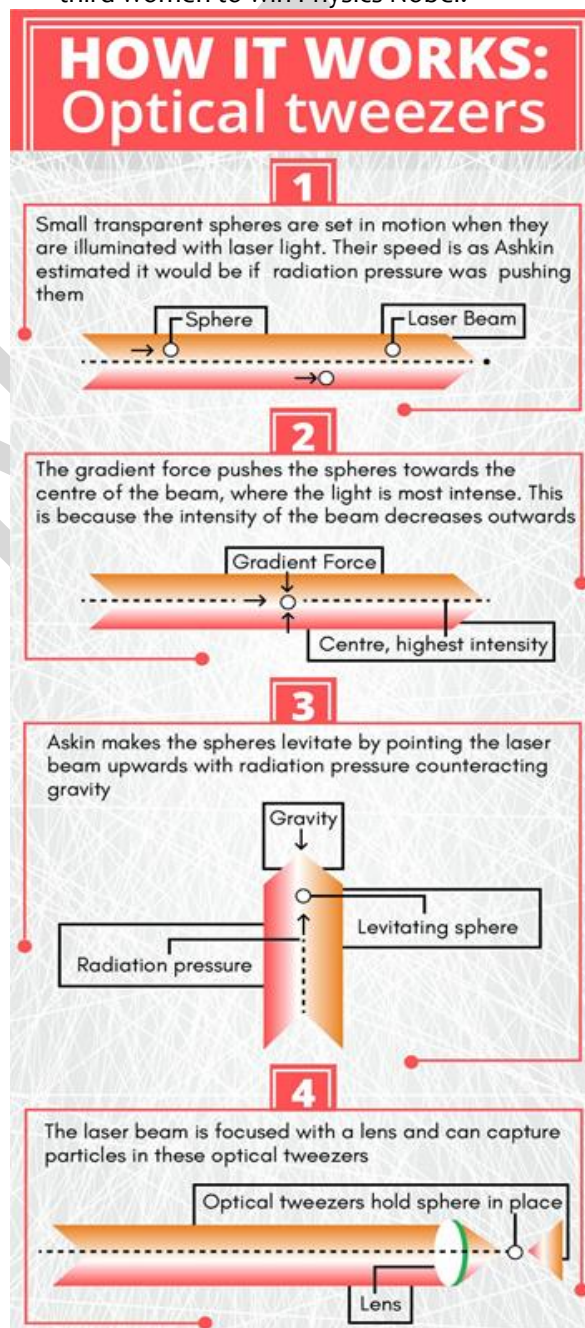 third women to win Physics Nobel.
HOW IT WORKS:
Optical tweezers
1
Small transparent spheres are set in motion when they
are illuminated with laser light. Their speed is as Ashkin
estimated it would be if radiation pressure was pushing
them
Sphere
Laser Beam
2
The gradient force pushes the spheres towards the
centre of the beam, where the light is most intense. This
is because the intensity of the beam decreases outwards
Gradient Force
Centre, highest intensity
3
Askin makes the spheres levitate by pointing the laser
beam upwards with radiation pressure counteracting
gravity
Gravity
Levitating sphere
Radiation pressure
4
The laser beam is focused with a lens and can capture
particles in these optical tweezers
Optical tweezers hold sphere in place
Lens